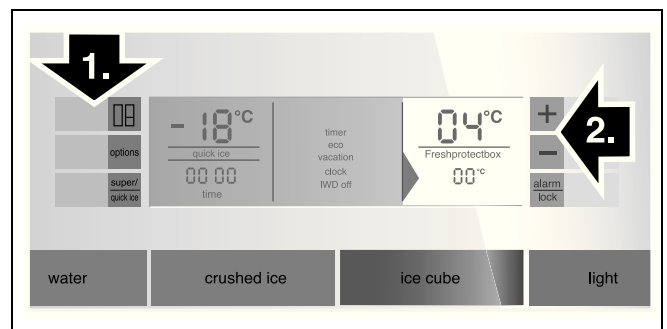 1.
- 18°C
quick ice
00 00
time
options
super/
quick ice
timer
eco
vacation
clock
IWD off
04°C
Freshprotectbox
00°C
+
-
2.
alarm
lock
water
crushed ice
ice cube
light